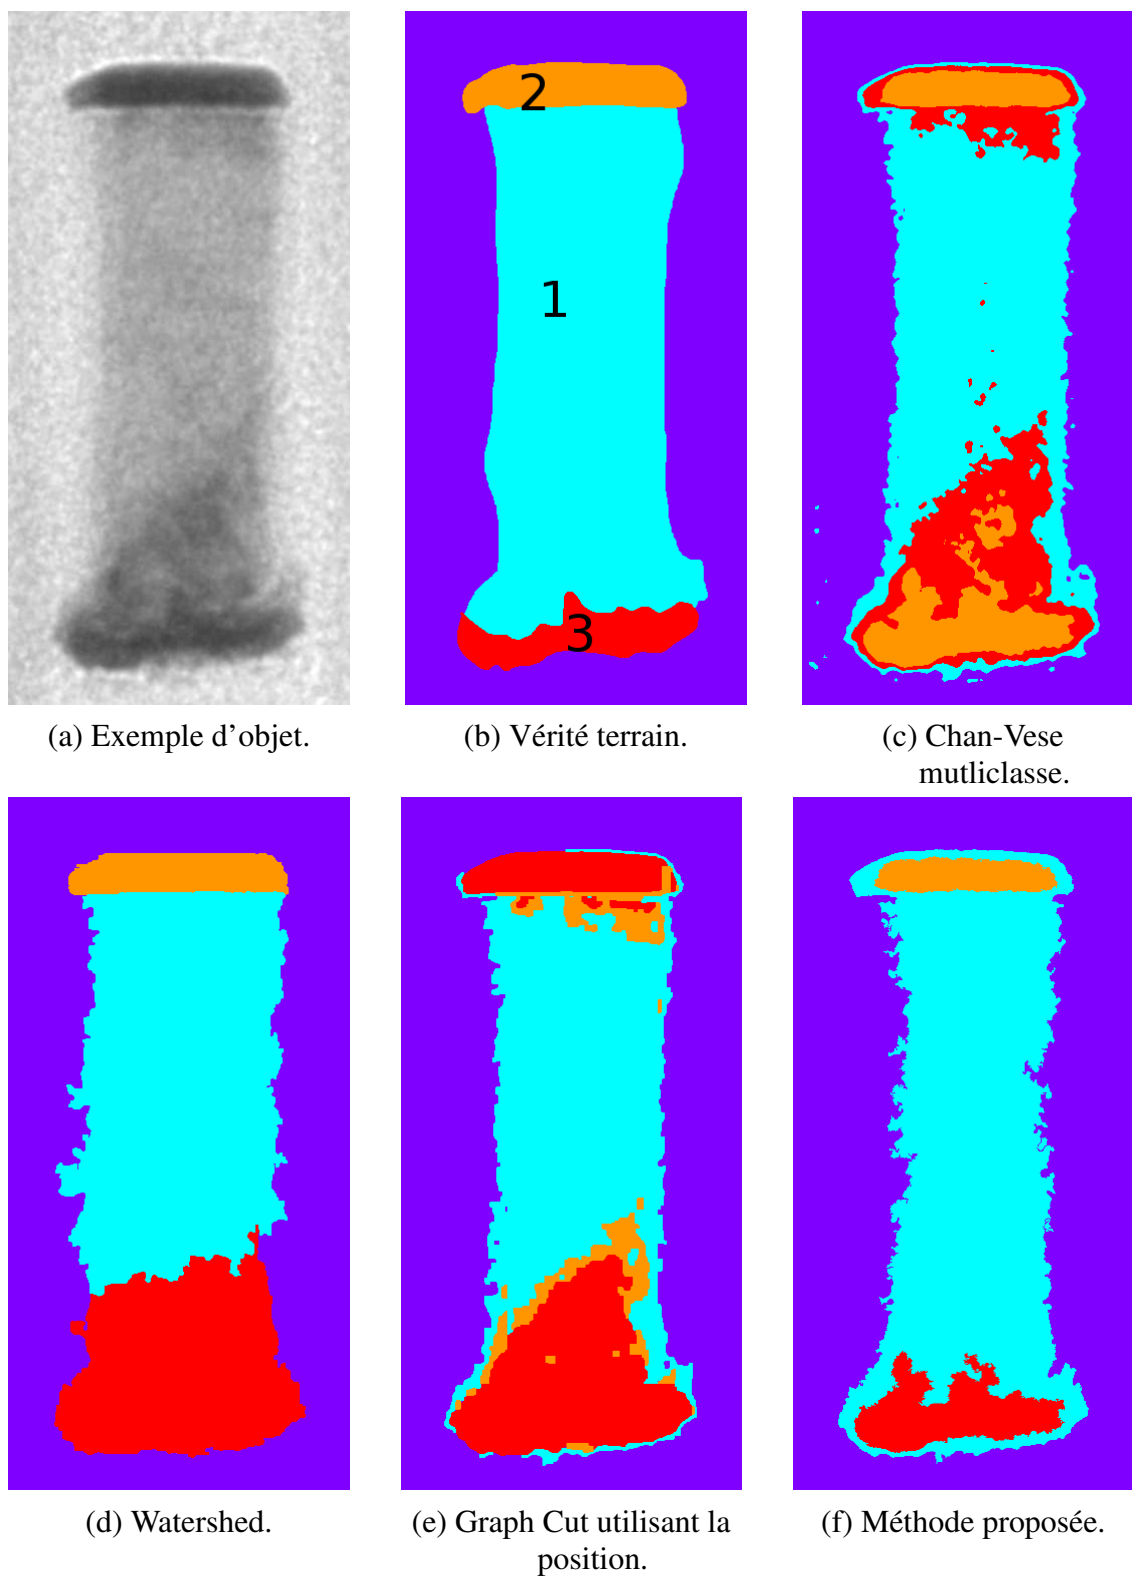 2
1
3
(a) Exemple d'objet.
(b) Vérité terrain.
(c) Chan-Vese
mutliclasse.
(d) Watershed.
(e) Graph Cut utilisant la
position.
(f) Méthode proposée.